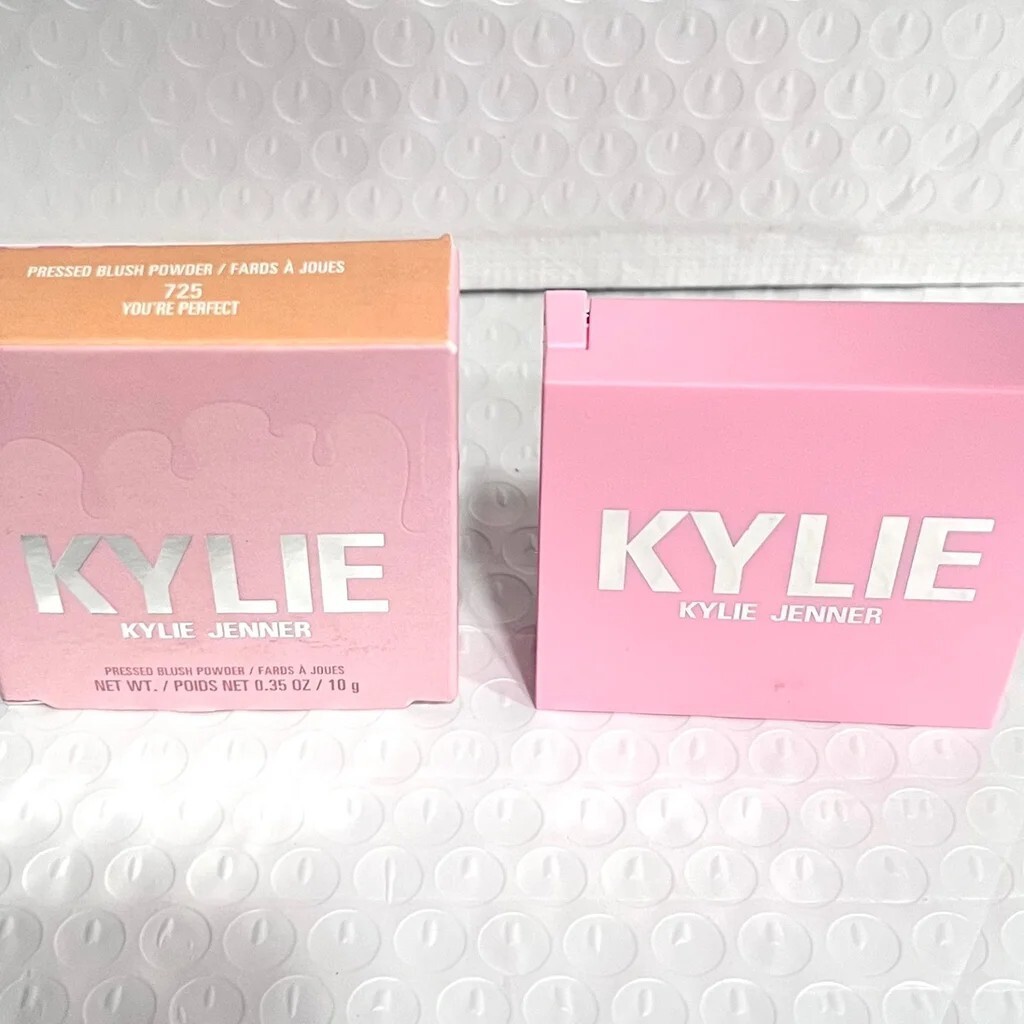 PRESSED BLUSH POWDER / FARDS À JOUES
725
YOU'RE PERFECT
KYLIE
KYLIE JENNER
PRESSED BLUSH POWDER / FARDS À JOUES
NET WT. / POIDS NET 0.35 OZ / 10 g
KYLIE
KYLIE JENNER